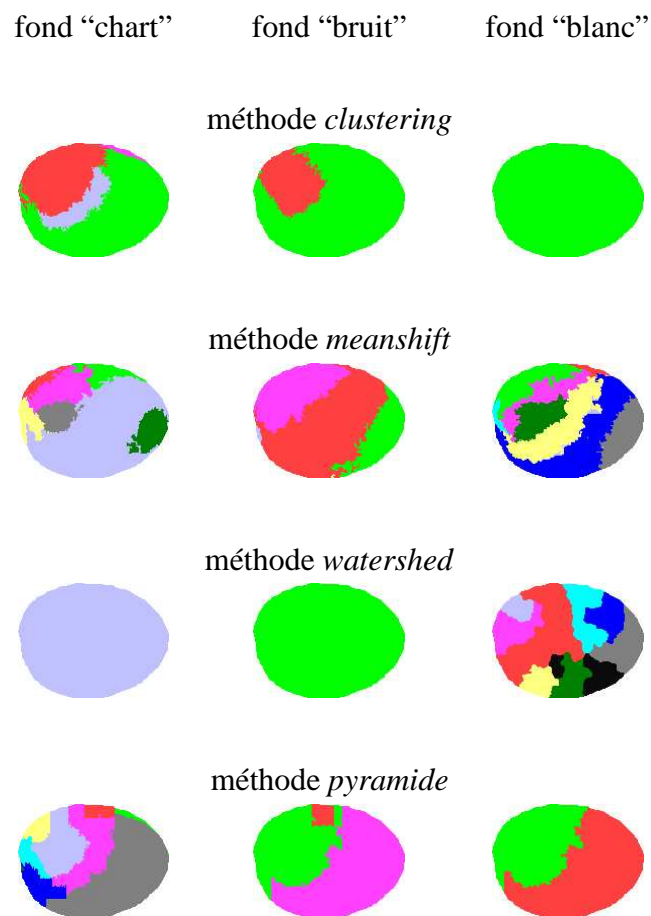 fond “chart” fond “bruit” fond “blanc”
méthode clustering
méthode meanshift
méthode watershed
méthode pyramide